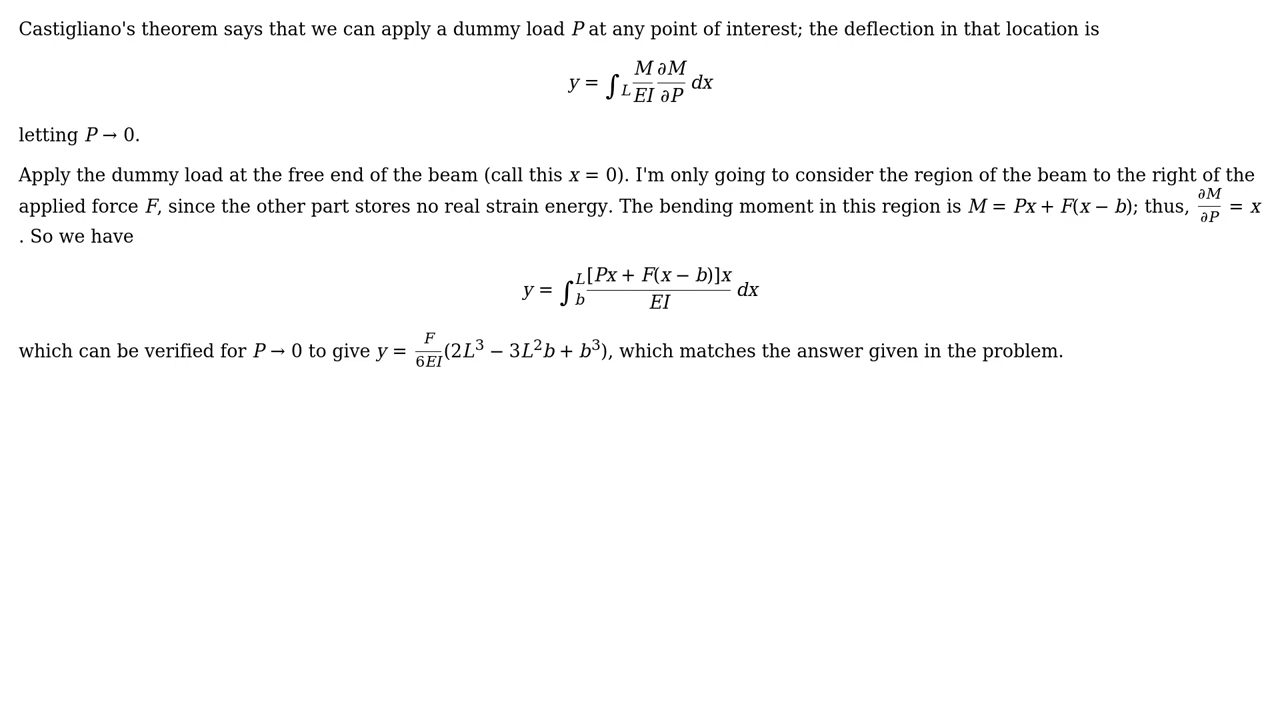 Castigliano's theorem says that we can apply a dummy load P at any point of interest; the deflection in that location is
y = ∫_L \frac{M}{EI} \frac{∂M}{∂P} dx
letting P → 0.
Apply the dummy load at the free end of the beam (call this x = 0). I'm only going to consider the region of the beam to the right of the
applied force F, since the other part stores no real strain energy. The bending moment in this region is M = Px + F(x − b); thus, \frac{∂M}{∂P} = x
. So we have
y = ∫_b^L \frac{[Px + F(x − b)]x}{EI} dx
which can be verified for P → 0 to give y = \frac{F}{6EI}(2L³ − 3L²b + b³), which matches the answer given in the problem.